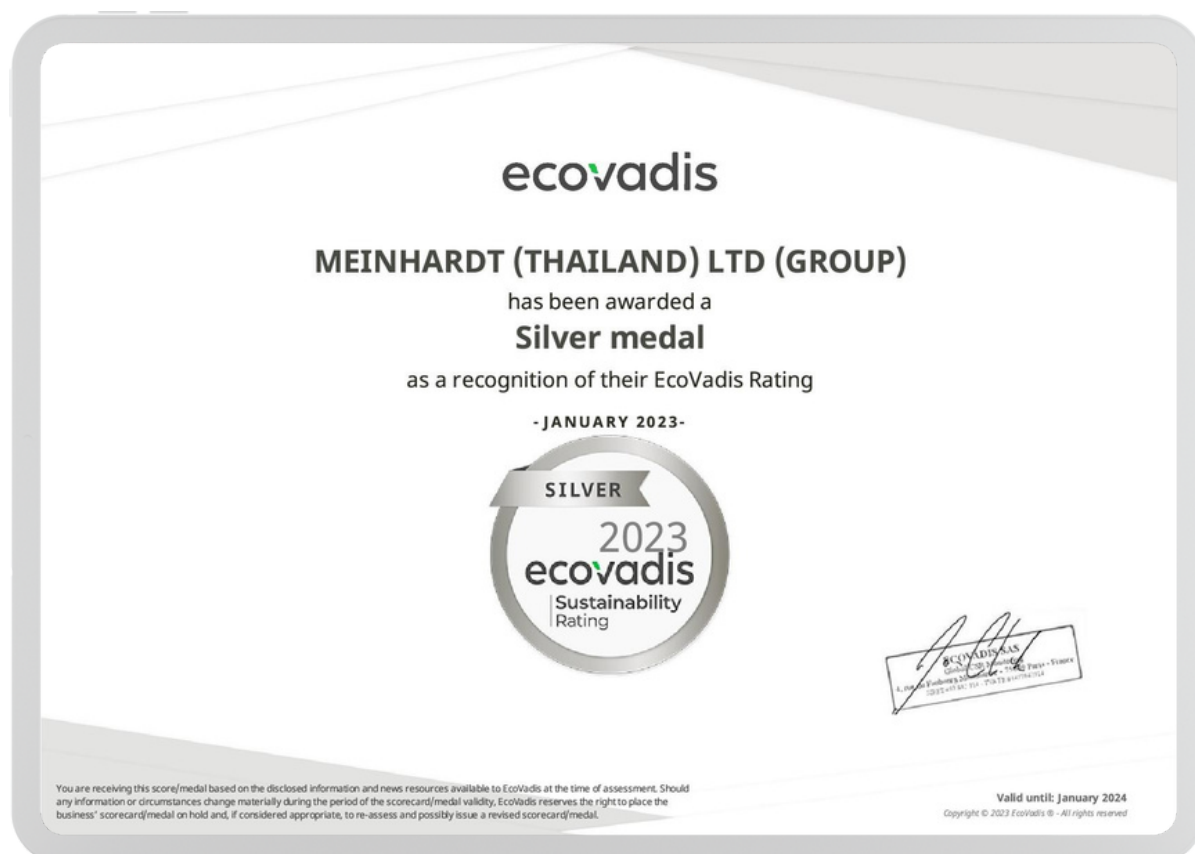 ecovadis
MEINHARDT (THAILAND) LTD (GROUP)
has been awarded a
Silver medal
as a recognition of their EcoVadis Rating
- JANUARY 2023-
SILVER
2023
ecovadis
Sustainability
Rating
ECOVADIS SAS
You are receiving this score/medal based on the disclosed information and news resources available to EcoVadis at the time of assessment. Should
any information or circumstances change materially during the period of the scorecard/medal validity, EcoVadis reserves the right to place the
business' scorecard/medal on hold and, if considered appropriate, to re-assess and possibly issue a revised scorecard/medal.
Valid until: January 2024
Copyright © 2023 EcoVadis ® - All rights reserved